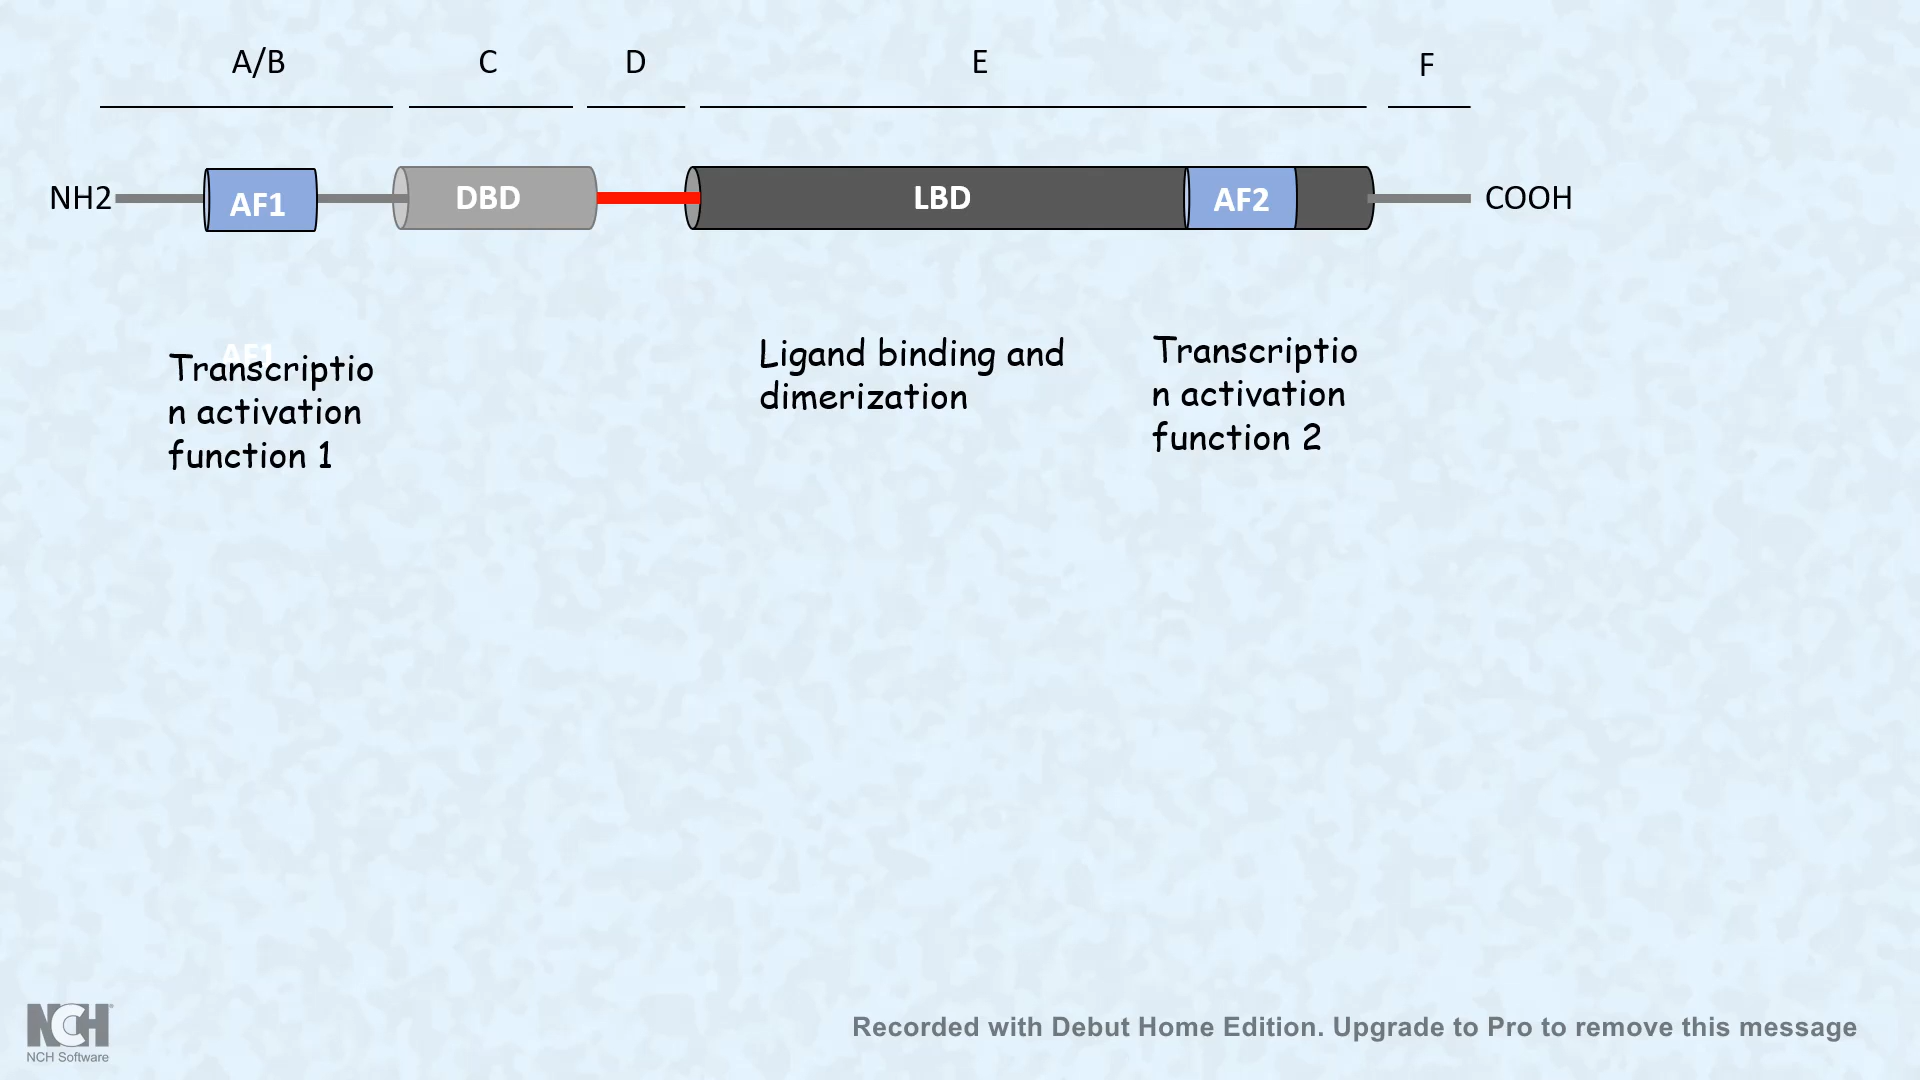 A/B C D E F
NH2 AF1 DBD LBD AF2 COOH
AF1
Transcriptio
n activation
function 1
Ligand binding and
dimerization
Transcriptio
n activation
function 2
NCH
NCH Software
Recorded with Debut Home Edition. Upgrade to Pro to remove this message